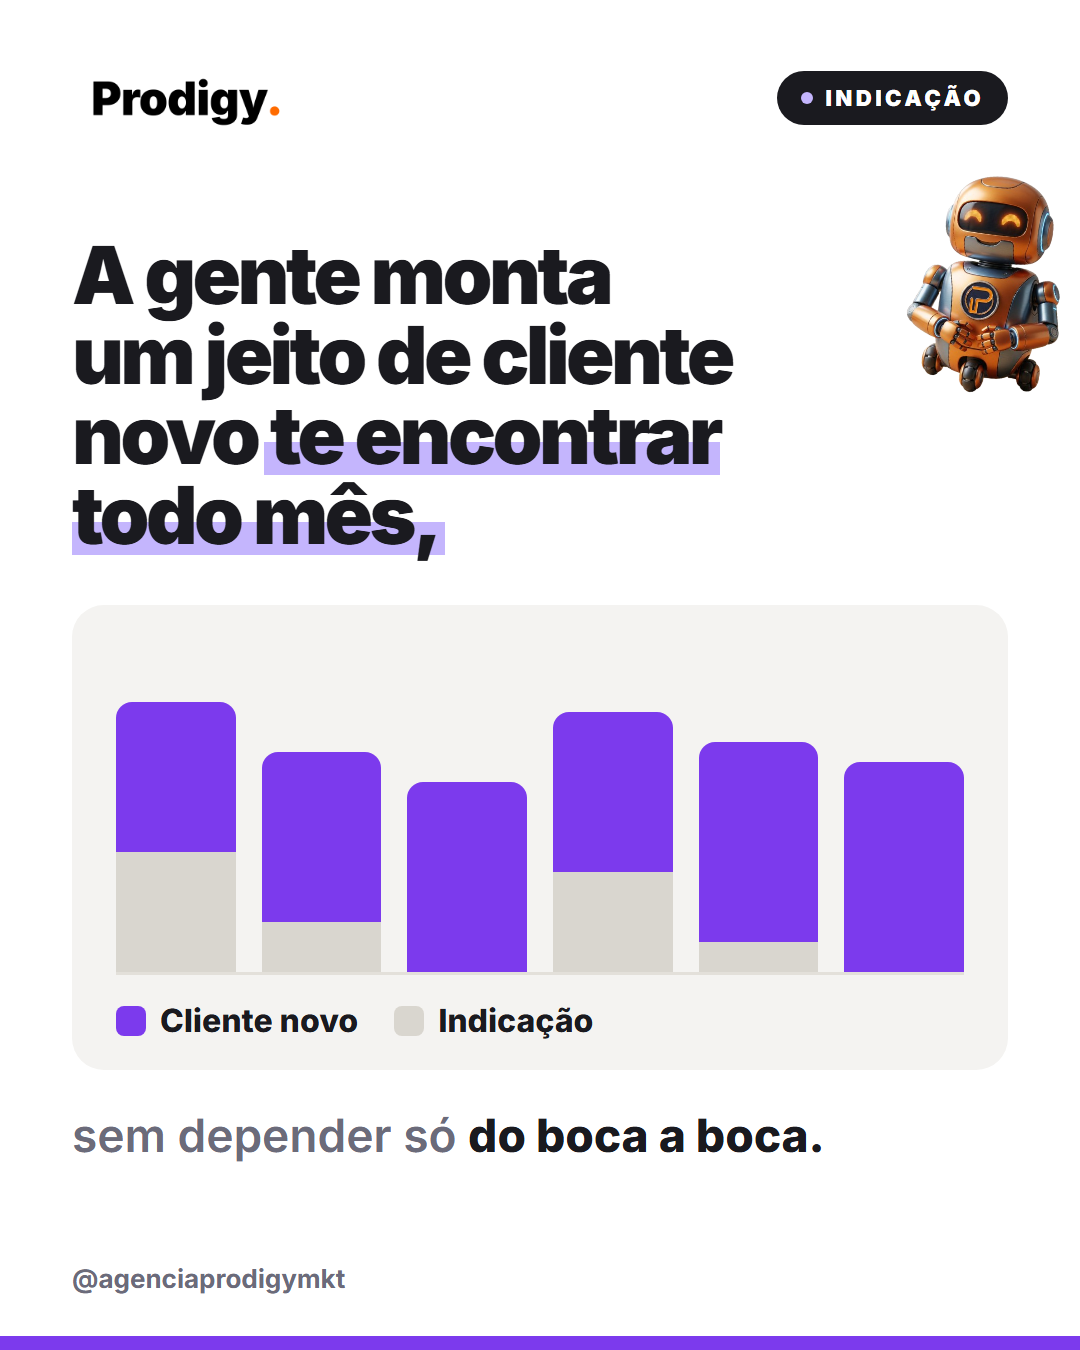 Prodigy.
INDICAÇÃO
A gente monta
um jeito de cliente
novo te encontrar
todo mês,
Cliente novo
Indicação
sem depender só do boca a boca.
@agenciaprodigymkt